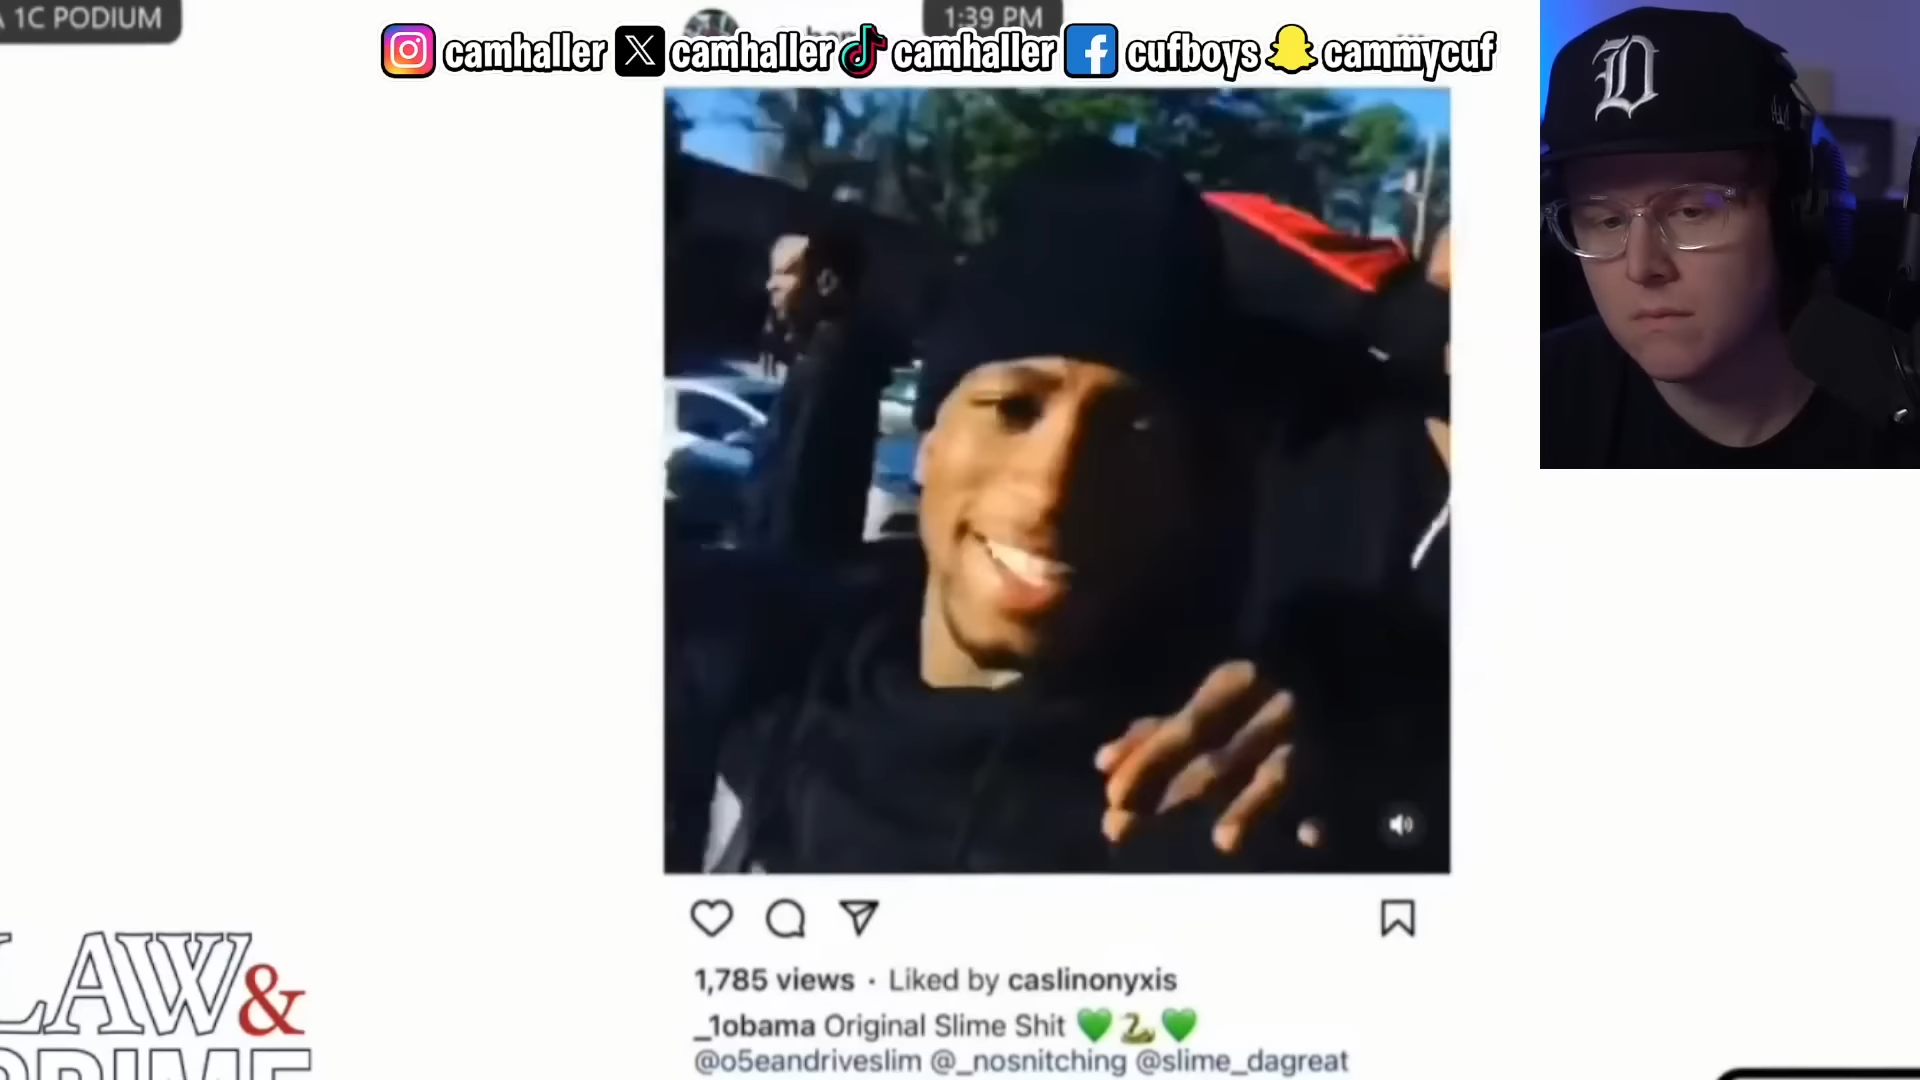 1C PODIUM
1:39 PM
camhaller camhaller camhaller cufboys cammycuf
D
1,785 views · Liked by caslinonyxis
_1obama Original Slime Shit 💚🐍💚
@o5eandriveslim @_nosnitching @slime_dagreat
LAW&